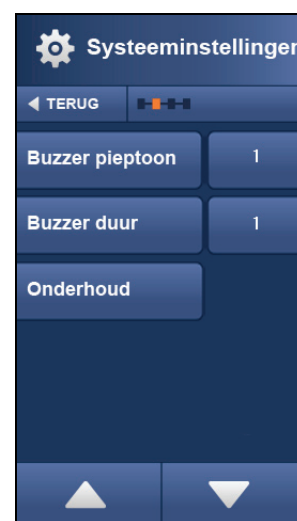 Systeeminstellingen
TERUG
Buzzer pieptoon 1
Buzzer duur 1
Onderhoud